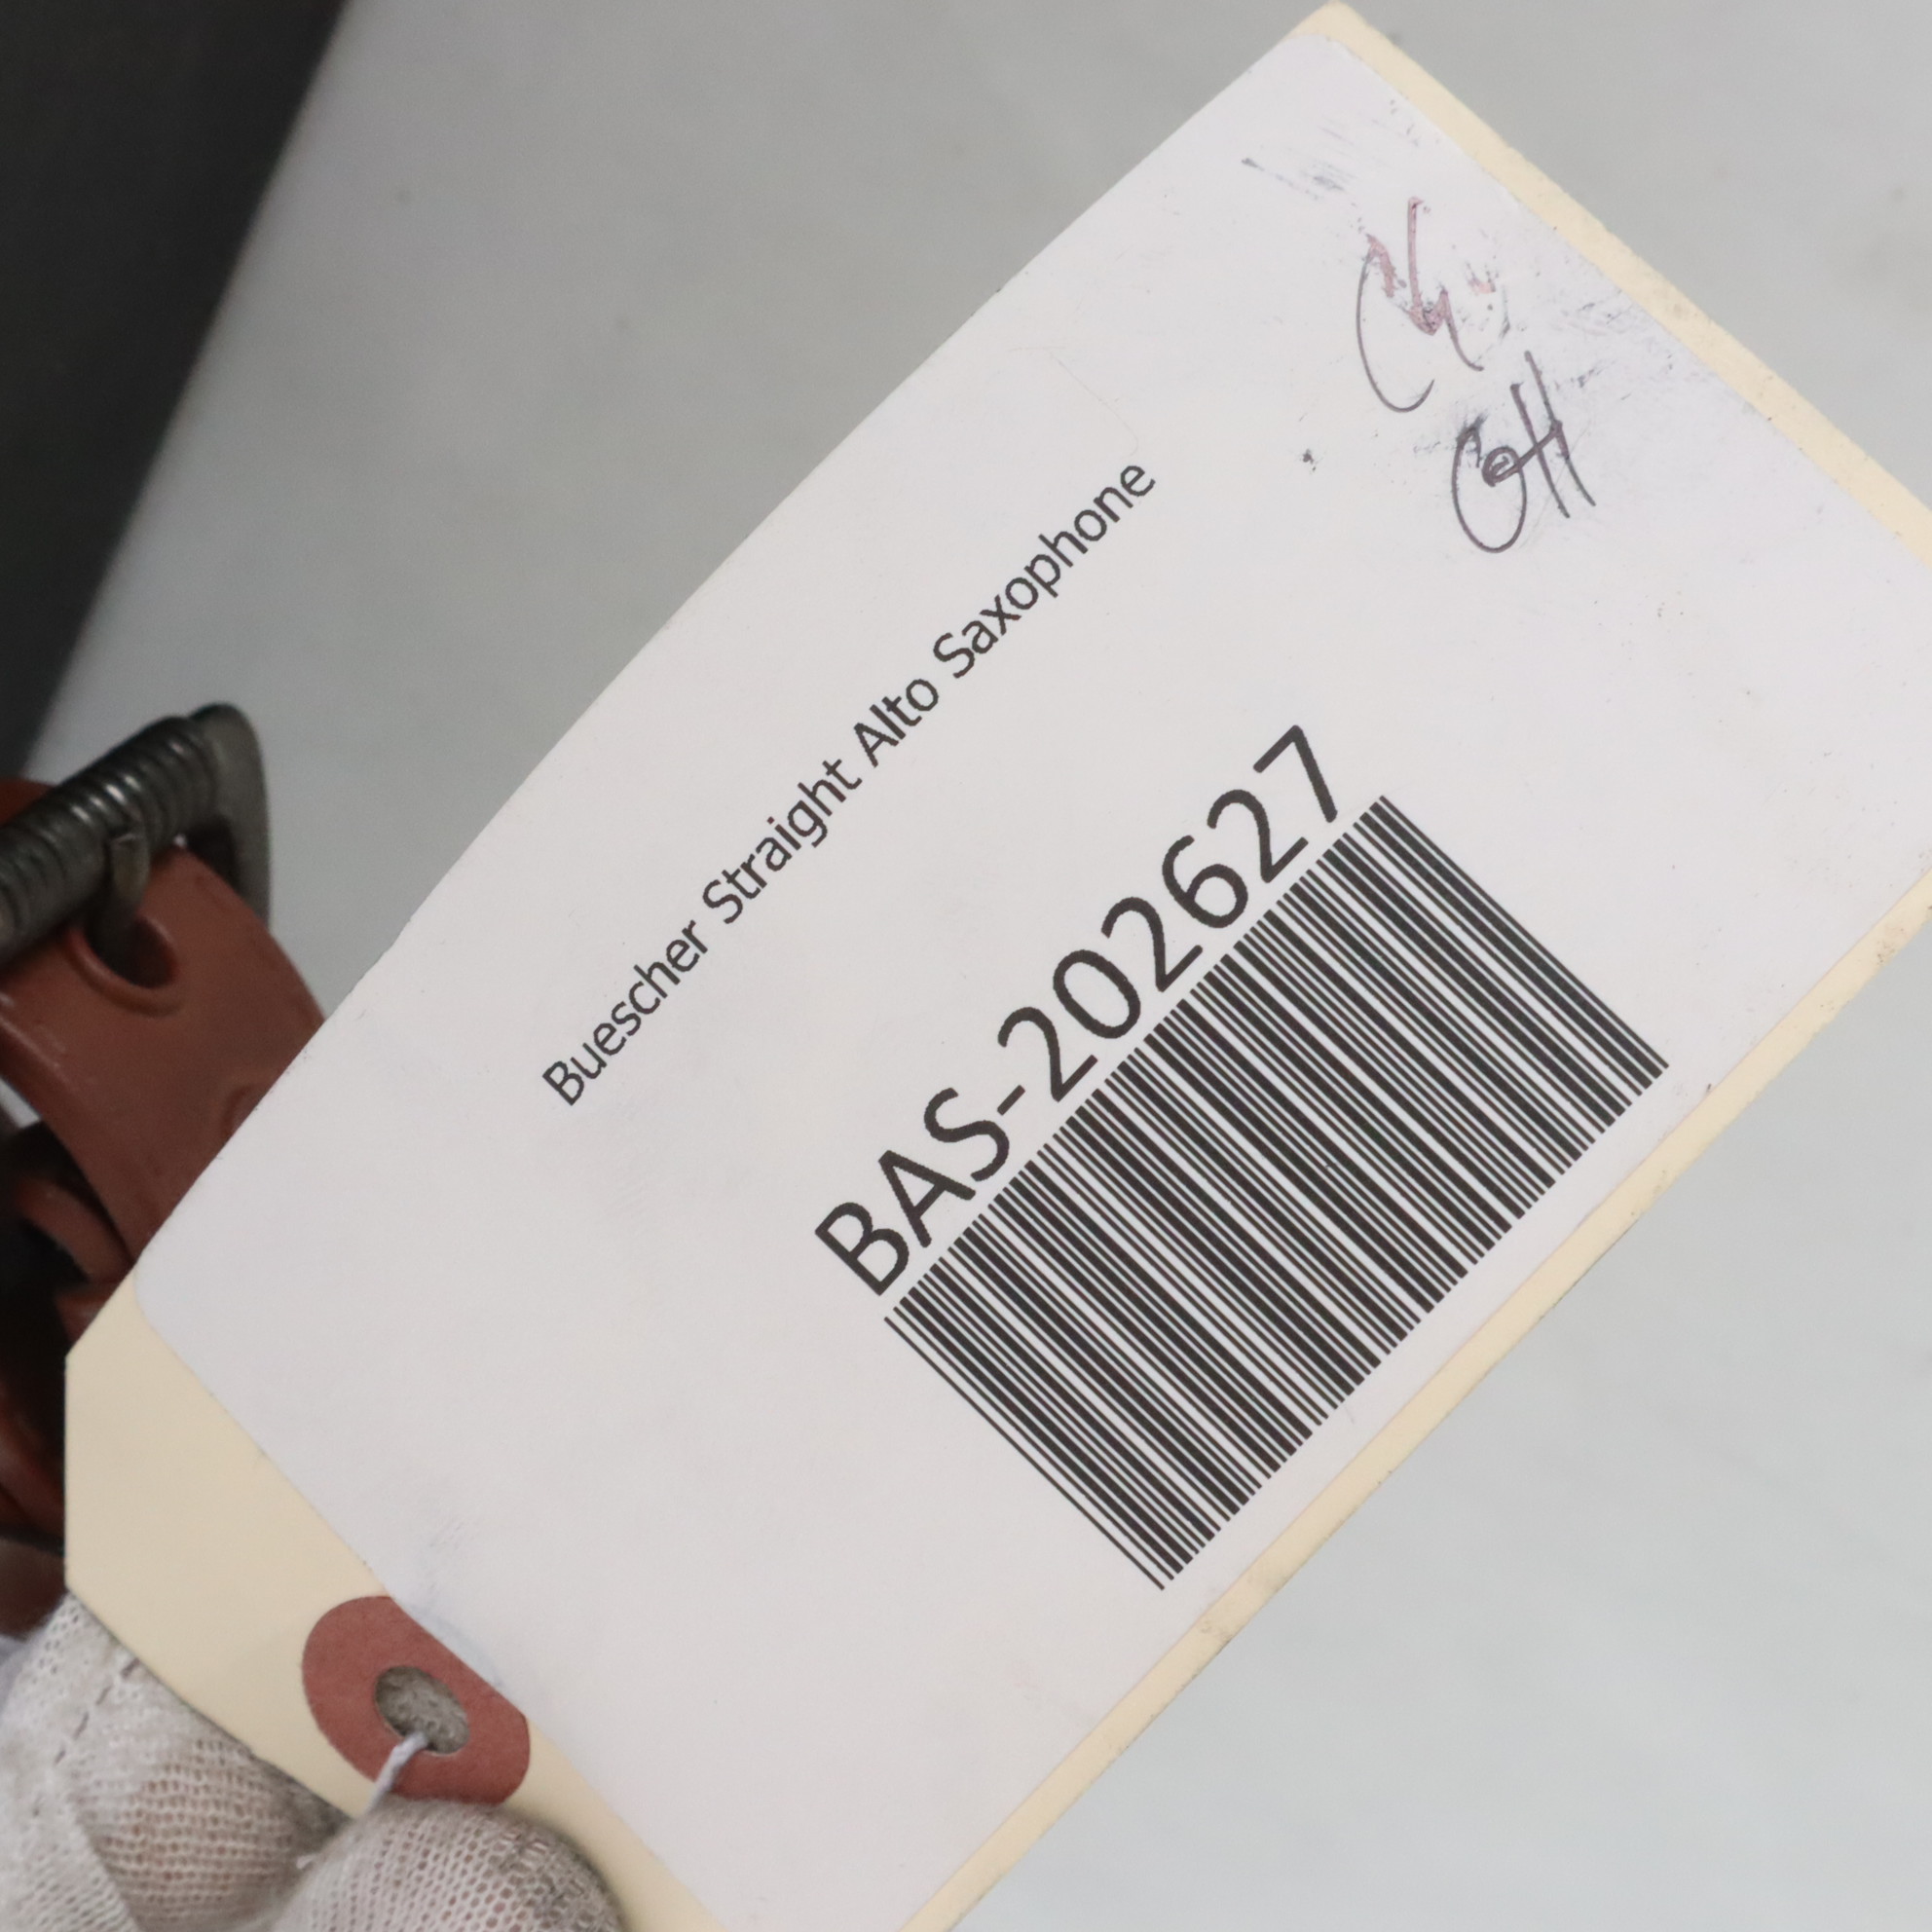 Buescher Straight Alto Saxophone
BAS-202627